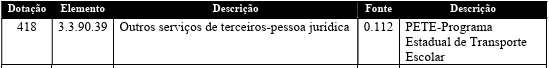 Dotação Elemento Descrição Fonte Descrição
418 3.3.90.39 Outros serviços de terceiros-pessoa jurídica 0.112 PETE-Programa
Estadual de Transporte
Escolar